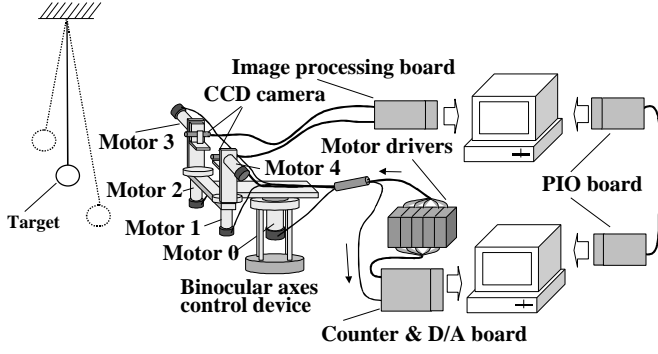 Image processing board
CCD camera
Motor 3
Motor 4
Motor drivers
PIO board
Motor 2
Target
Motor 1
Motor 0
Binocular axes
control device
Counter & D/A board